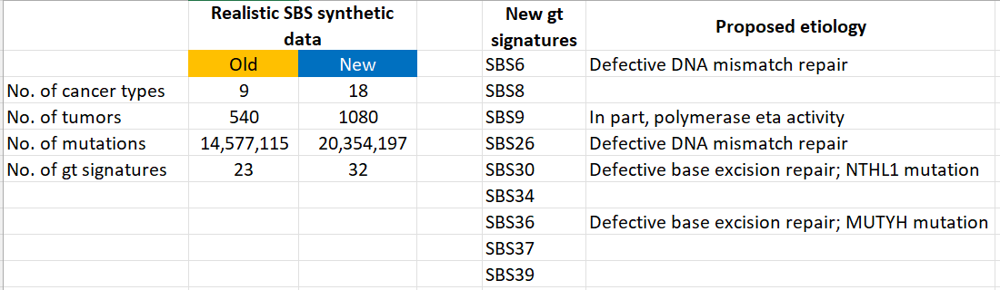 Realistic SBS synthetic
data
New gt
signatures
Proposed etiology
Old
New
SBS6
Defective DNA mismatch repair
No. of cancer types
9
18
SBS8
No. of tumors
540
1080
SBS9
In part, polymerase eta activity
No. of mutations
14,577,115
20,354,197
SBS26
Defective DNA mismatch repair
No. of gt signatures
23
32
SBS30
Defective base excision repair; NTHL1 mutation
SBS34
SBS36
Defective base excision repair; MUTYH mutation
SBS37
SBS39